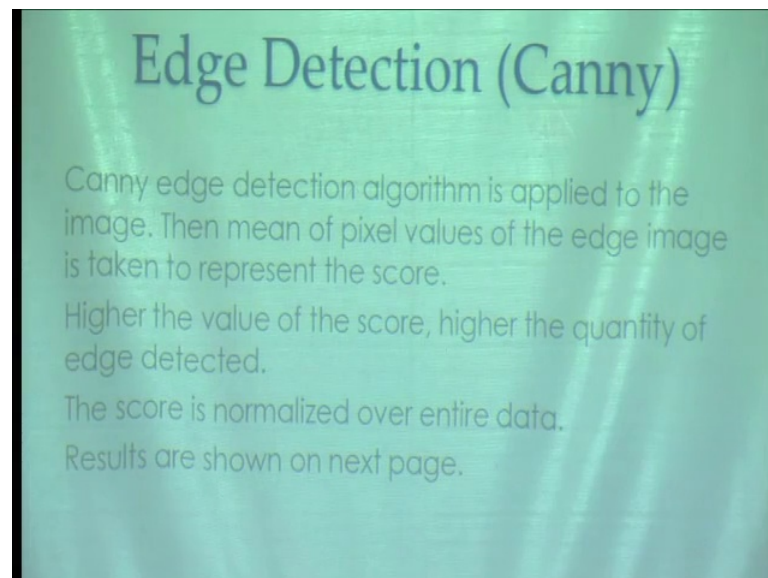 Edge Detection (Canny)
Canny edge detection algorithm is applied to the
image. Then mean of pixel values of the edge image
is taken to represent the score.
Higher the value of the score, higher the quantity of
edge detected.
The score is normalized over entire data.
Results are shown on next page.